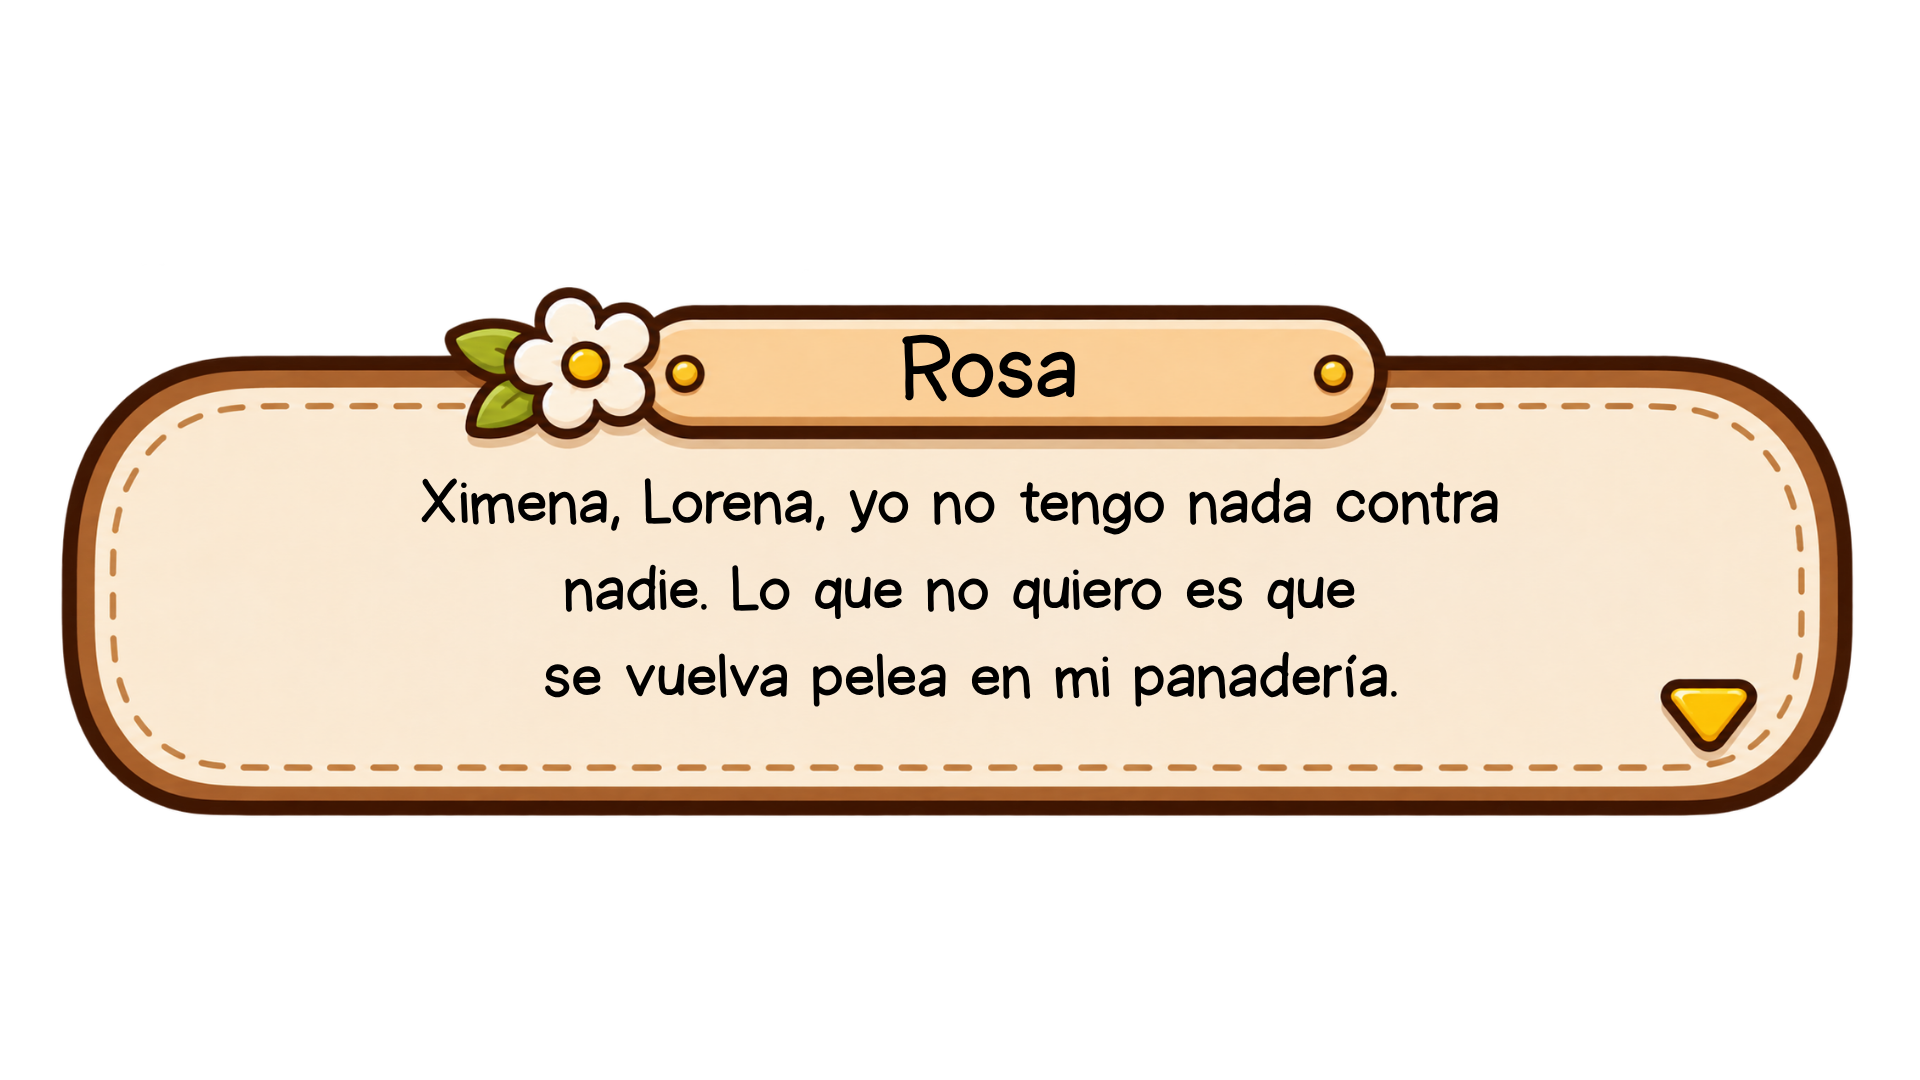 Rosa
Ximena, Lorena, yo no tengo nada contra
nadie. Lo que no quiero es que
se vuelva pelea en mi panadería.